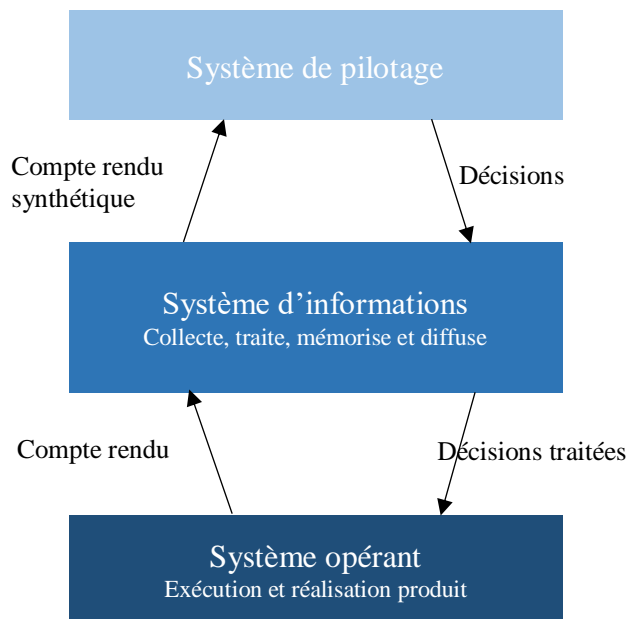 Système de pilotage
Compte rendu
synthétique
Décisions
Système d’informations
Collecte, traite, mémorise et diffuse
Compte rendu
Décisions traitées
Système opérant
Exécution et réalisation produit